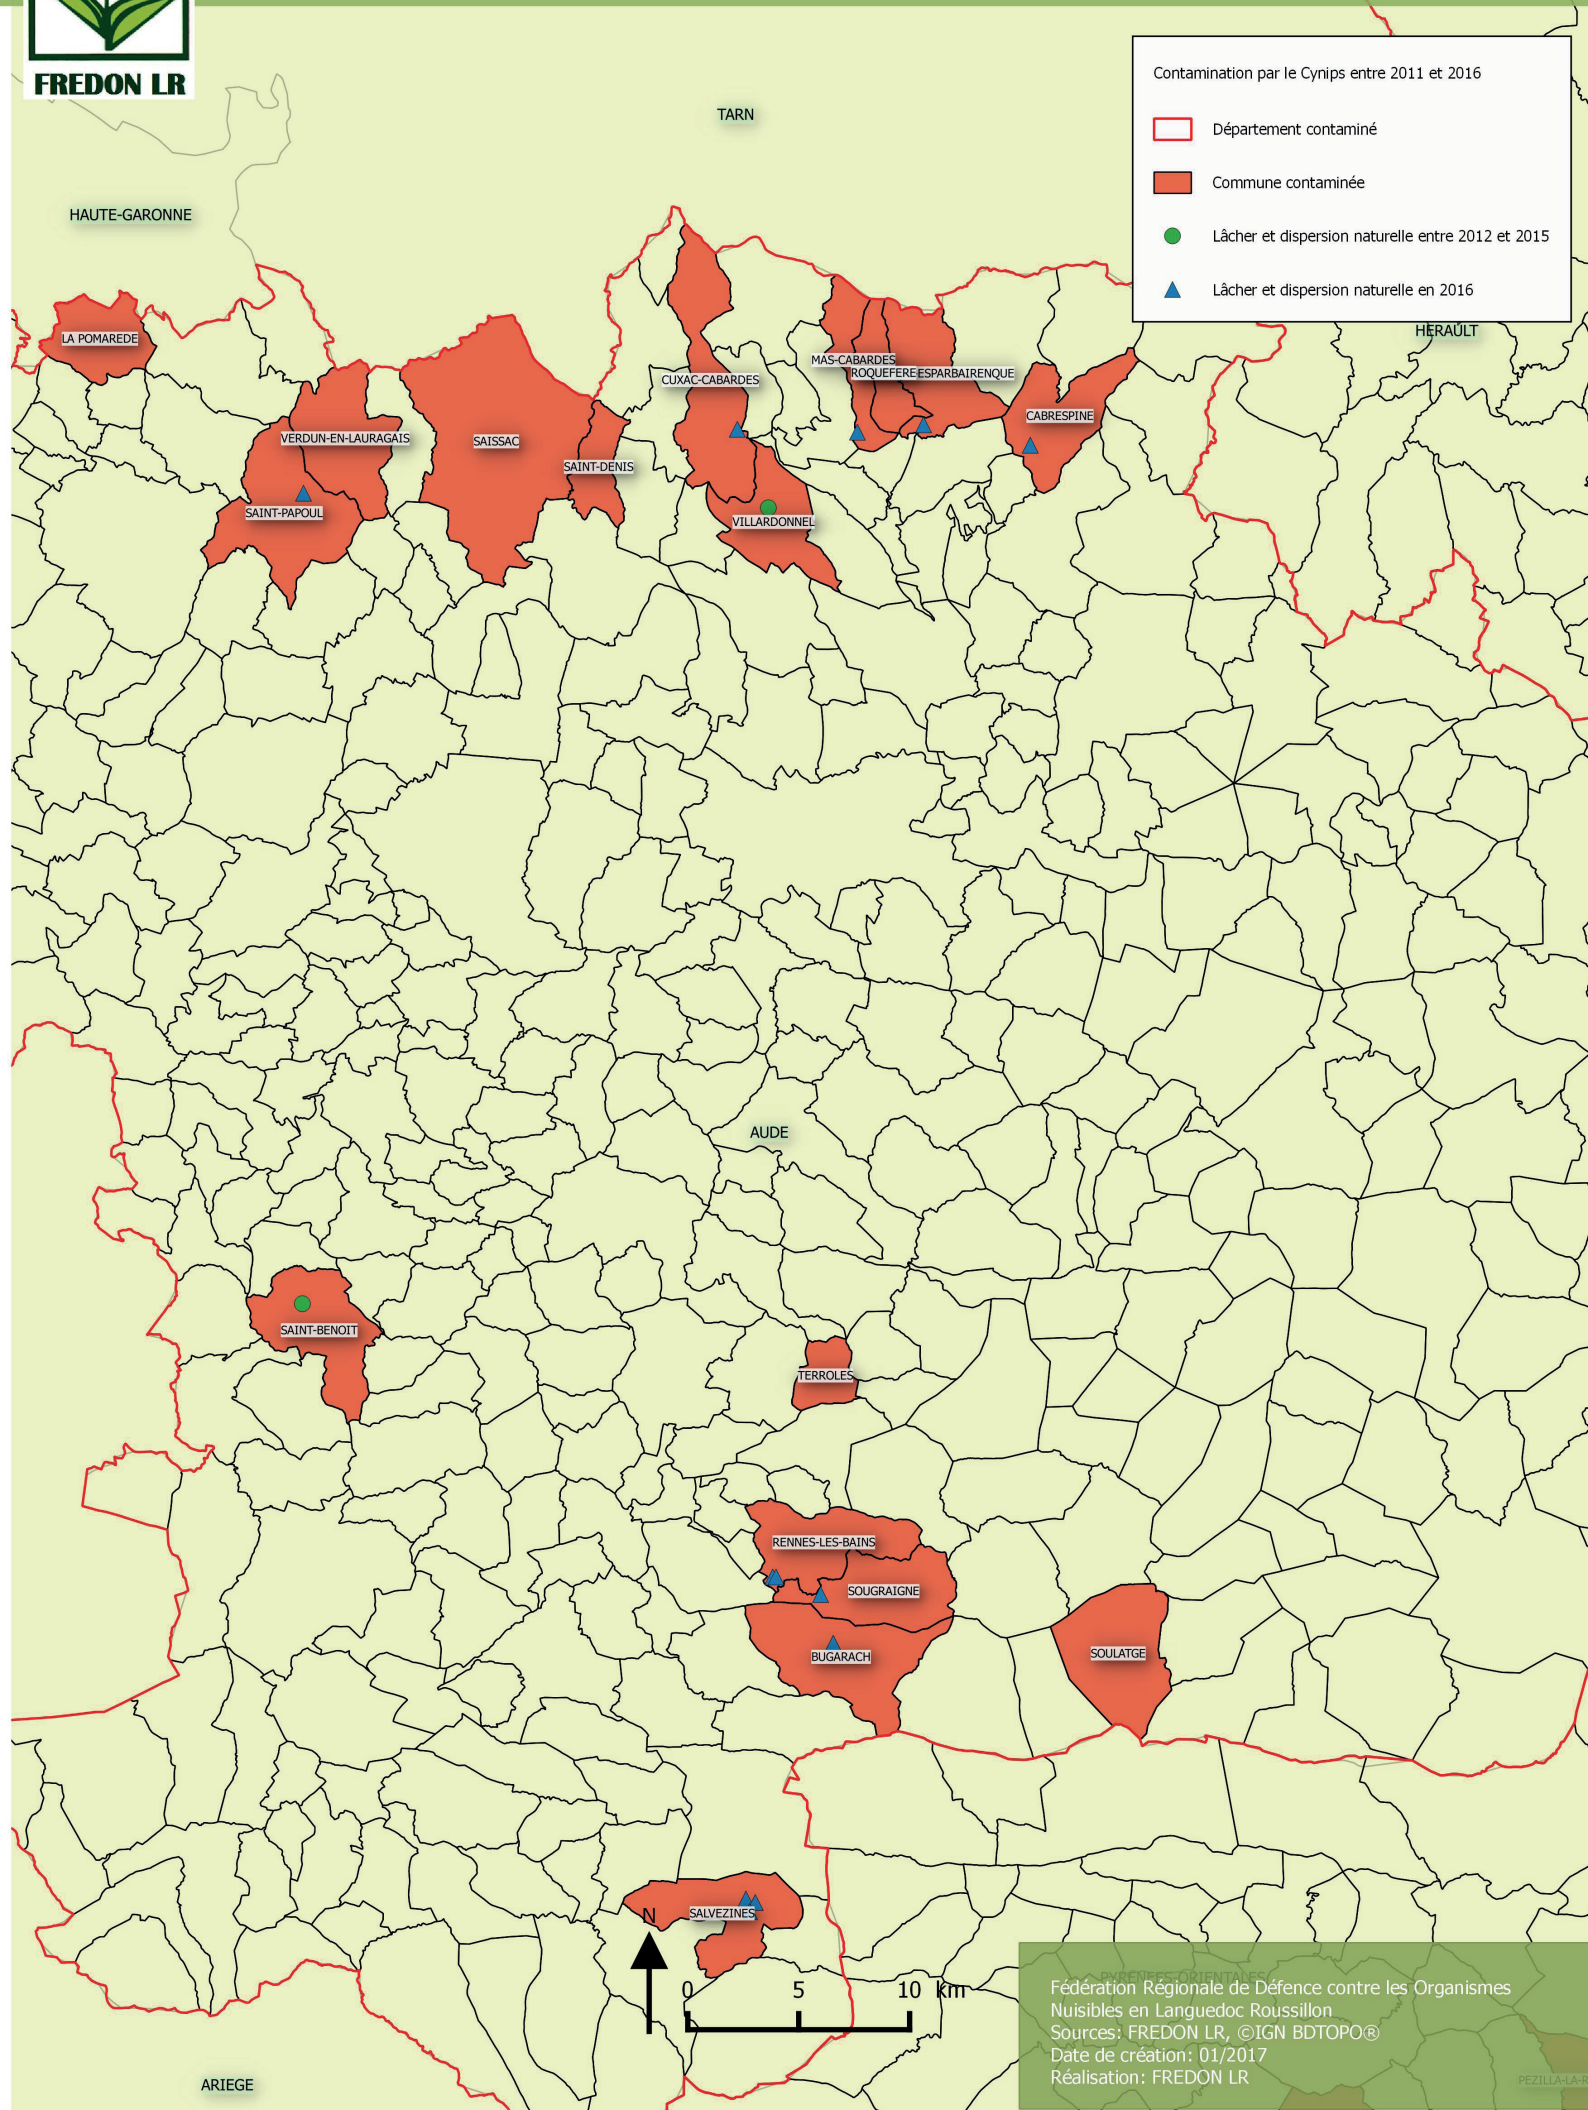 FREDON LR
Contamination par le Cynips entre 2011 et 2016
Département contaminé
Commune contaminée
Lâcher et dispersion naturelle entre 2012 et 2015
Lâcher et dispersion naturelle en 2016
TARN
HAUTE-GARONNE
HERAULT
LA POMAREDE
MAS-CABARDES
ROQUEFERE
ESPARBAIRENQUE
CUXAC-CABARDES
CABRESPINE
VERDUN-EN-LAURAGAIS
SAISSAC
SAINT-DENIS
SAINT-PAPOUL
VILLARDONNEL
AUDE
SAINT-BENOIT
TERROLES
RENNES-LES-BAINS
SOUGRAIGNE
BUGARACH
SOULATGE
SALVEZINES
N
0 5 10 km
ARIEGE
PYRENEES-ORIENTALES
Fédération Régionale de Défence contre les Organismes
Nuisibles en Languedoc Roussillon
Sources: FREDON LR, ©IGN BDTOPO®
Date de création: 01/2017
Réalisation: FREDON LR
PEZILLA-LA-R